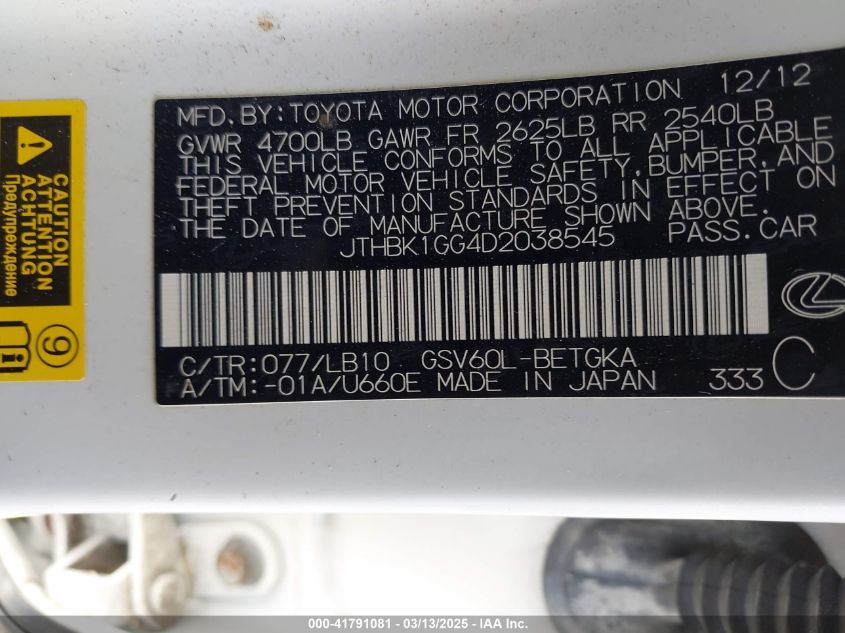 MFD. BY: TOYOTA MOTOR CORPORATION 12/12
GVWR 4700LB GAWR FR 2625LB RR 2540LB
THIS VEHICLE CONFORMS TO ALL APPLICABLE
FEDERAL MOTOR VEHICLE SAFETY, BUMPER, AND
THEFT PREVENTION STANDARDS IN EFFECT ON
THE DATE OF MANUFACTURE SHOWN ABOVE.
JTHBK1GG4D2038545 PASS.CAR
C/TR:077/LB10 GSV60L-BETGKA
A/TM:-01A/U660E MADE IN JAPAN 333 C
CAUTION
ATTENTION
ACHTUNG
Предупреждение
9
000-41791081 - 03/13/2025 - IAA Inc.